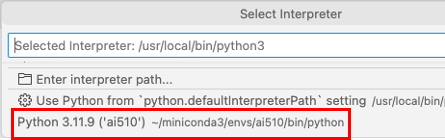 Select Interpreter
Selected Interpreter: /usr/local/bin/python3
Enter interpreter path...
Use Python from `python.defaultInterpreterPath` setting /usr/local/bin/
Python 3.11.9 ('ai510') ~/miniconda3/envs/ai510/bin/python